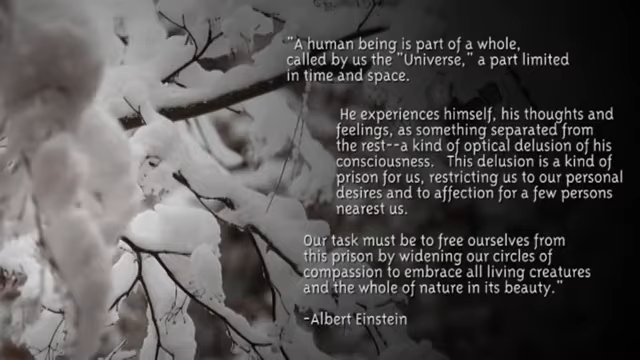 "A human being is part of a whole,
called by us the "Universe," a part limited
in time and space.
He experiences himself, his thoughts and
feelings, as something separated from
the rest--a kind of optical delusion of his
consciousness. This delusion is a kind of
prison for us, restricting us to our personal
desires and to affection for a few persons
nearest us.
Our task must be to free ourselves from
this prison by widening our circles of
compassion to embrace all living creatures
and the whole of nature in its beauty."
-Albert Einstein